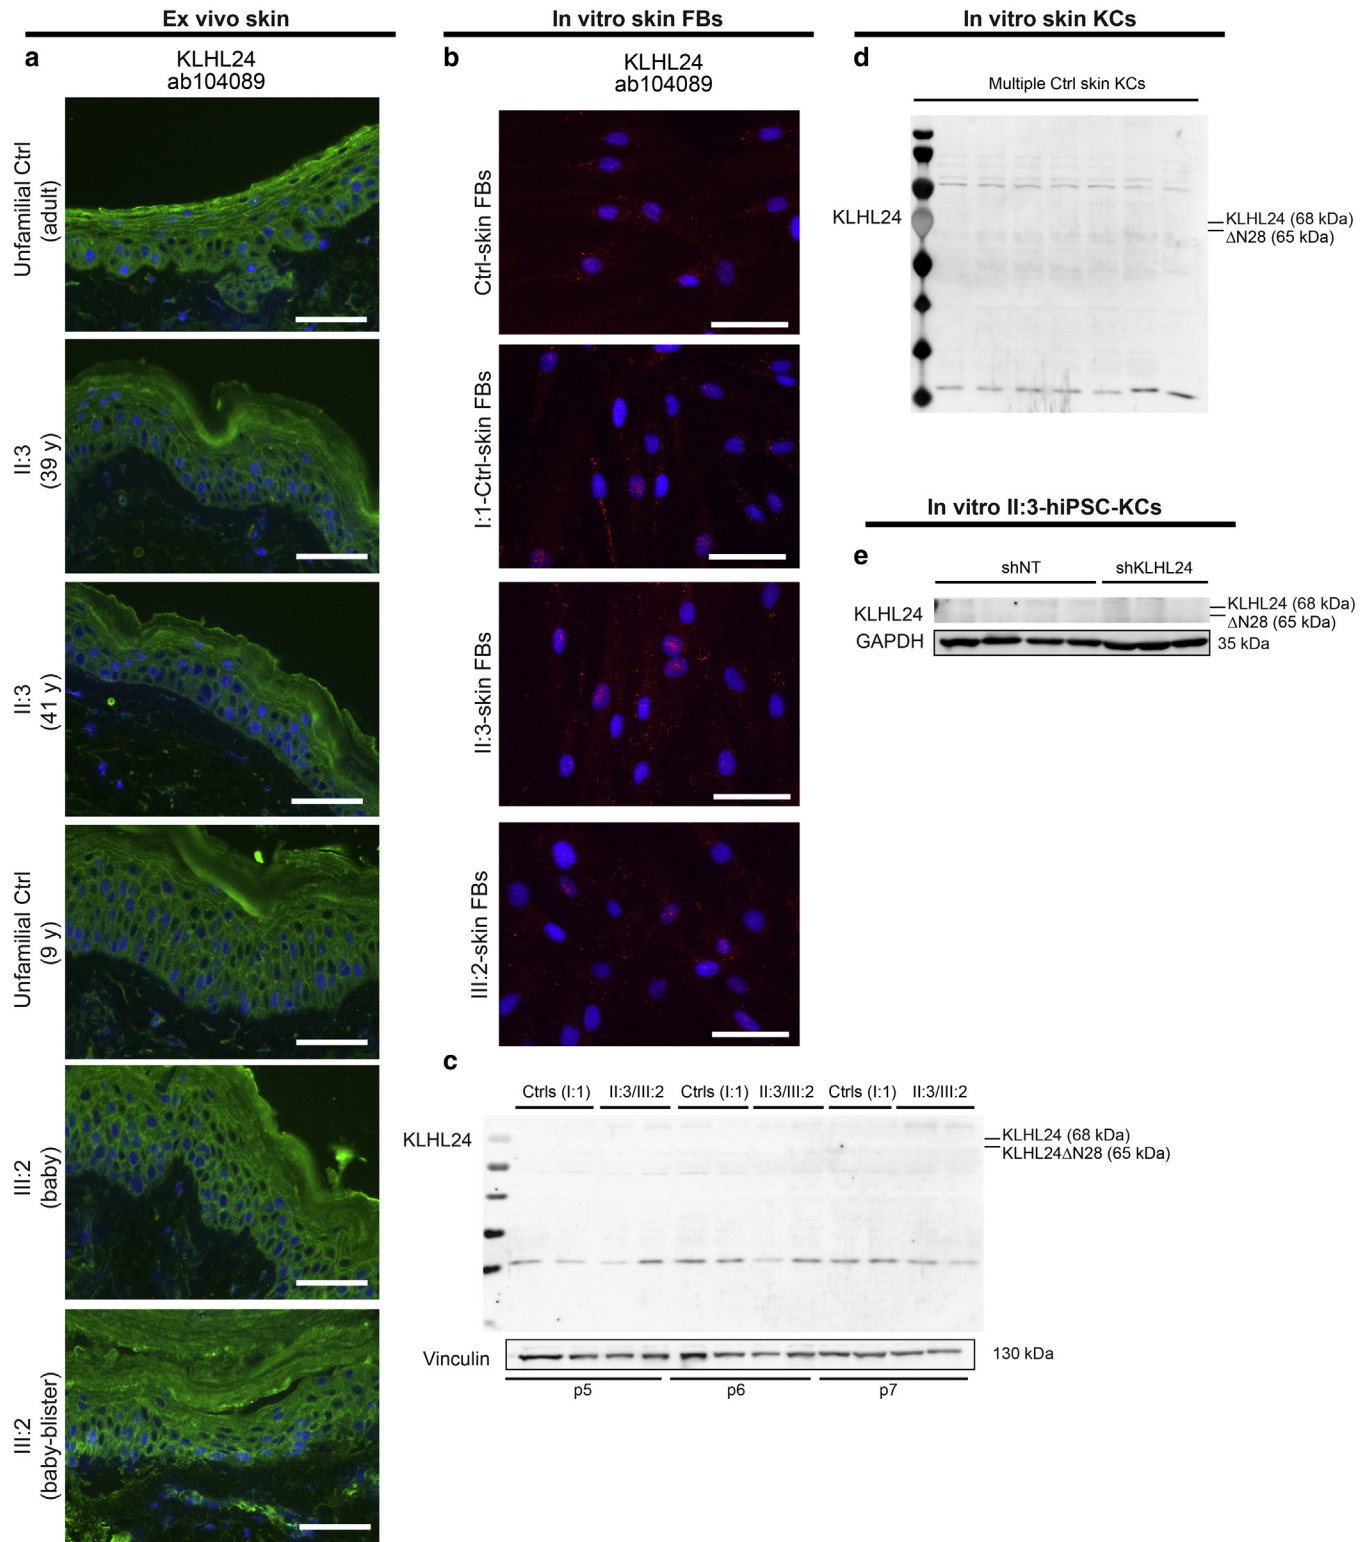 Ex vivo skin
a
KLHL24
ab104089
Unfamilial Ctrl
(adult)
II:3
(39 y)
II:3
(41 y)
Unfamilial Ctrl
(9 y)
III:2
(baby)
III:2
(baby-blister)
In vitro skin FBs
b
KLHL24
ab104089
Ctrl-skin FBs
I:1-Ctrl-skin FBs
II:3-skin FBs
III:2-skin FBs
c
Ctrls (I:1) II:3/III:2 Ctrls (I:1) II:3/III:2 Ctrls (I:1) II:3/III:2
KLHL24
KLHL24 (68 kDa)
KLHL24ΔN28 (65 kDa)
Vinculin
130 kDa
p5 p6 p7
In vitro skin KCs
d
Multiple Ctrl skin KCs
KLHL24
KLHL24 (68 kDa)
ΔN28 (65 kDa)
In vitro II:3-hiPSC-KCs
e
shNT shKLHL24
KLHL24
KLHL24 (68 kDa)
ΔN28 (65 kDa)
GAPDH
35 kDa